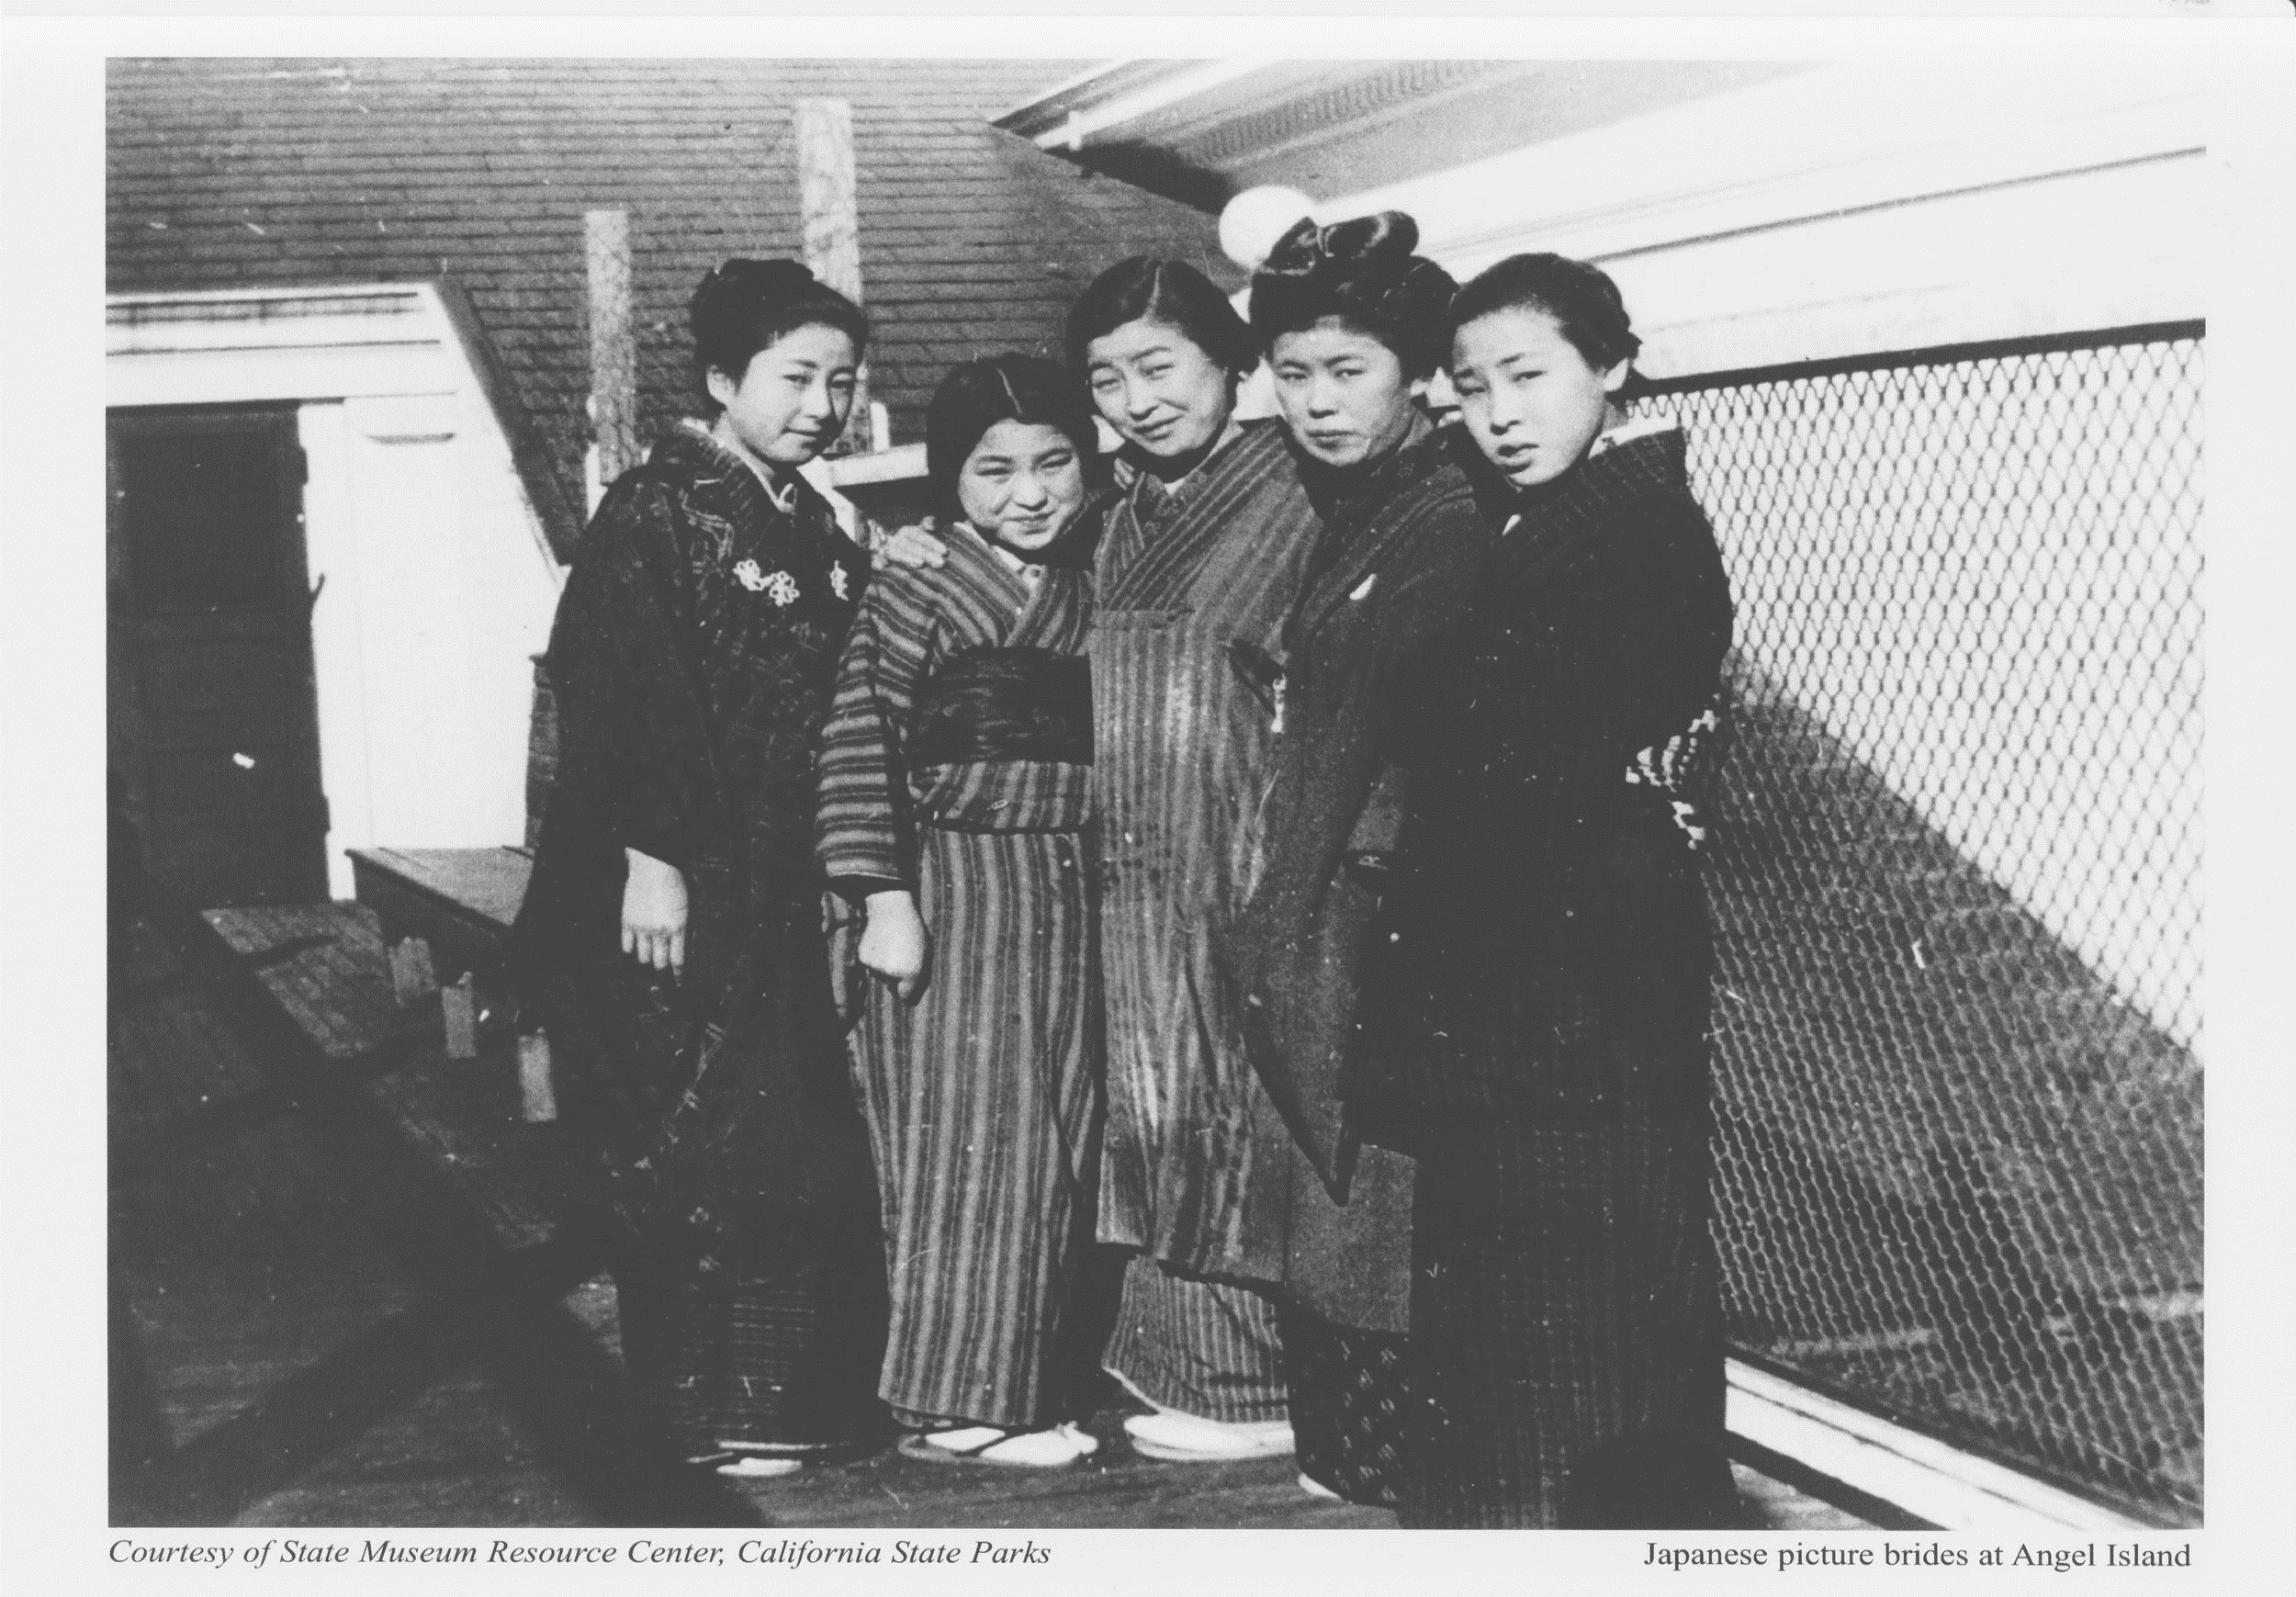 Courtesy of State Museum Resource Center, California State Parks
Japanese picture brides at Angel Island